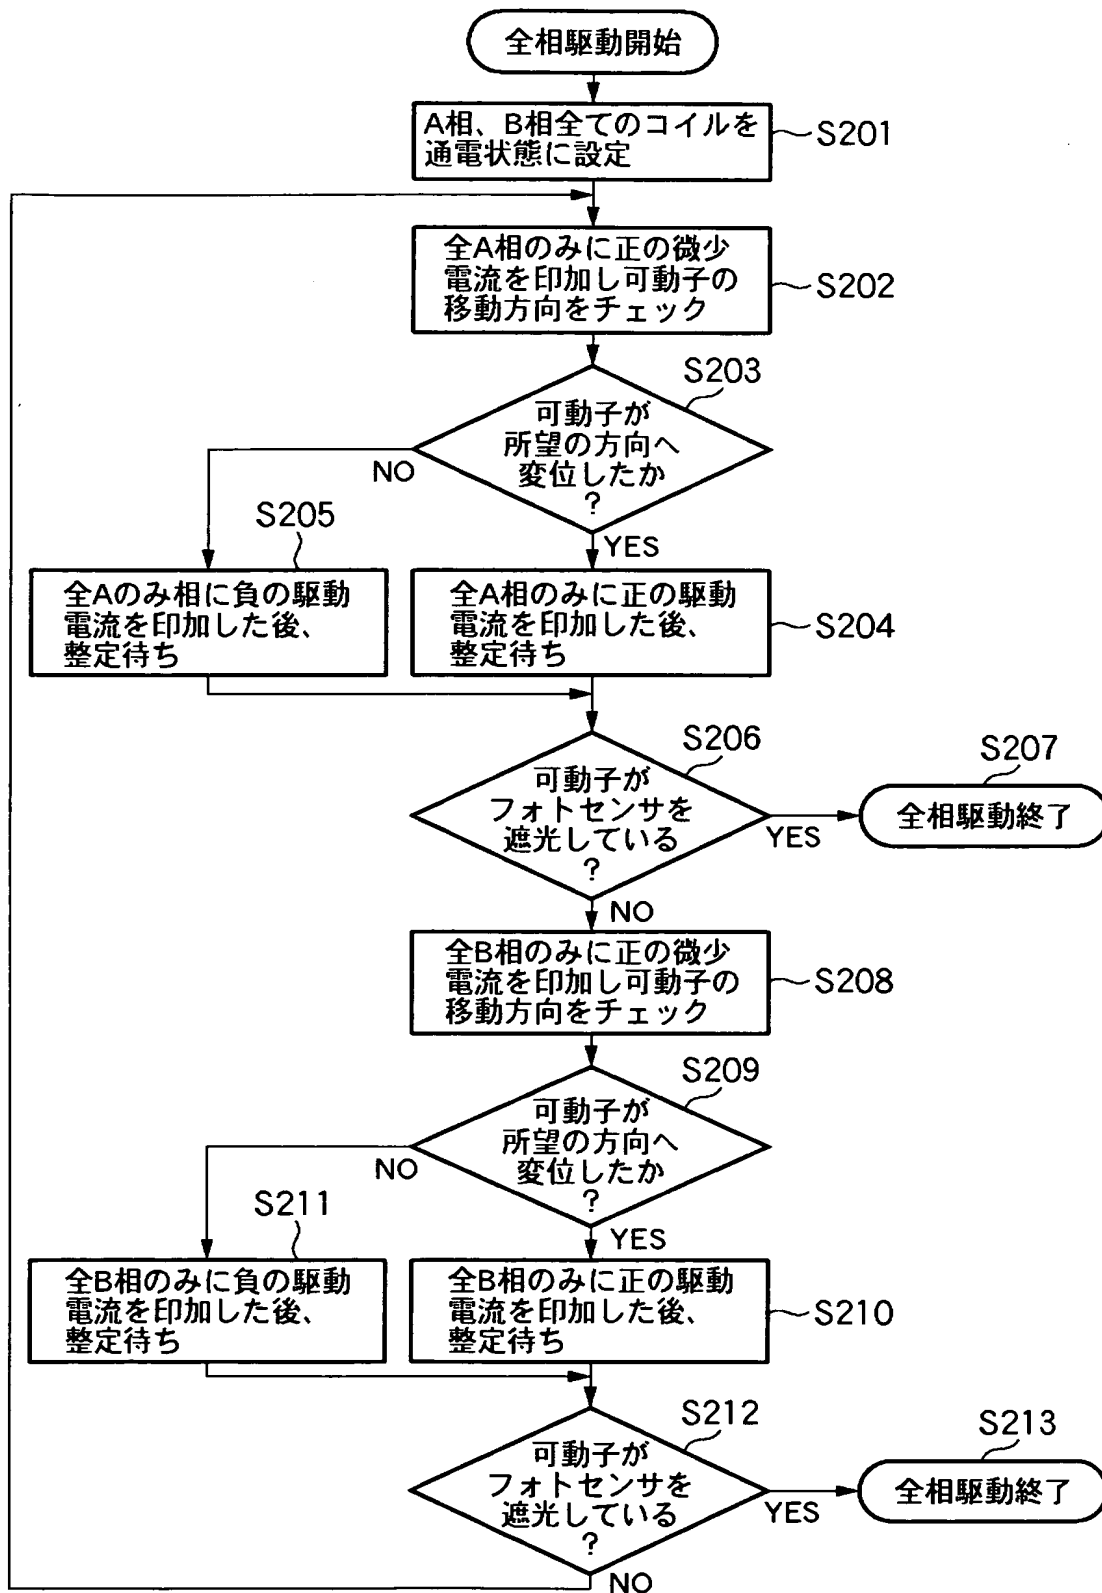 全相駆動開始
A相、B相全てのコイルを
通電状態に設定
S201
全A相のみに正の微少
電流を印加し可動子の
移動方向をチェック
S202
S203
可動子が
所望の方向へ
変位したか
?
NO
YES
S205
全Aのみ相に負の駆動
電流を印加した後、
整定待ち
全A相のみに正の駆動
電流を印加した後、
整定待ち
S204
S206
可動子が
フォトセンサを
遮光している
?
YES
S207
全相駆動終了
NO
全B相のみに正の微少
電流を印加し可動子の
移動方向をチェック
S208
S209
可動子が
所望の方向へ
変位したか
?
NO
YES
S211
全B相のみに負の駆動
電流を印加した後、
整定待ち
全B相のみに正の駆動
電流を印加した後、
整定待ち
S210
S212
可動子が
フォトセンサを
遮光している
?
YES
S213
全相駆動終了
NO